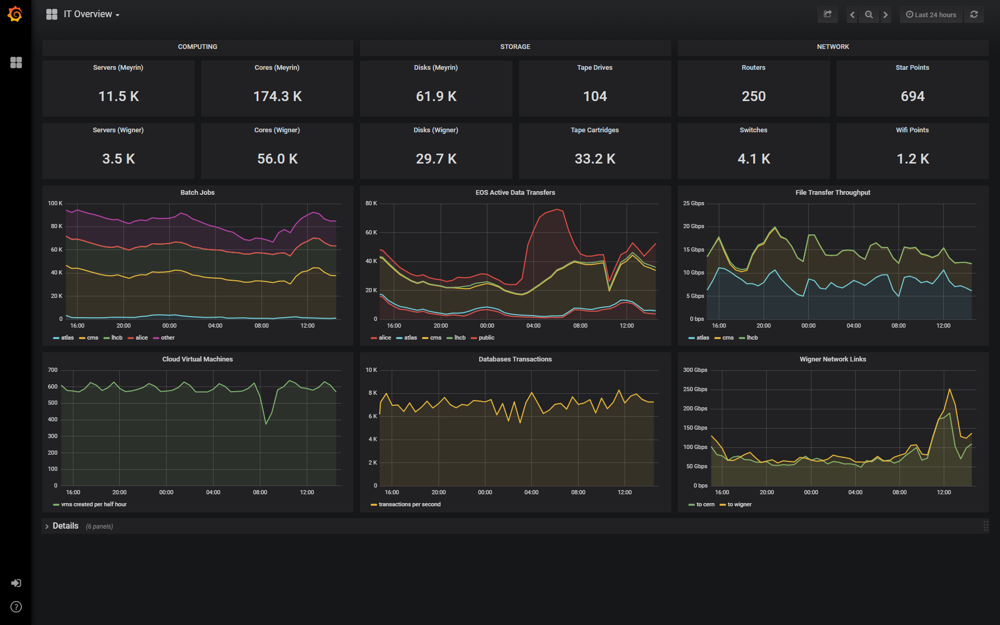 IT Overview
Last 24 hours
COMPUTING
STORAGE
NETWORK
Servers (Meyrin)
11.5 K
Cores (Meyrin)
174.3 K
Disks (Meyrin)
61.9 K
Tape Drives
104
Routers
250
Star Points
694
Servers (Wigner)
3.5 K
Cores (Wigner)
56.0 K
Disks (Wigner)
29.7 K
Tape Cartridges
33.2 K
Switches
4.1 K
Wifi Points
1.2 K
Batch Jobs
100 K
80 K
60 K
40 K
20 K
0
16:00 20:00 00:00 04:00 08:00 12:00
atlas cms lhcb alice other
EOS Active Data Transfers
80 K
60 K
40 K
20 K
0
16:00 20:00 00:00 04:00 08:00 12:00
alice atlas cms lhcb public
File Transfer Throughput
25 Gbps
20 Gbps
15 Gbps
10 Gbps
5 Gbps
0 bps
16:00 20:00 00:00 04:00 08:00 12:00
atlas cms lhcb
Cloud Virtual Machines
700
600
500
400
300
200
100
0
16:00 20:00 00:00 04:00 08:00 12:00
vms created per half hour
Databases Transactions
10 K
8 K
6 K
4 K
2 K
0
16:00 20:00 00:00 04:00 08:00 12:00
transactions per second
Wigner Network Links
300 Gbps
250 Gbps
200 Gbps
150 Gbps
100 Gbps
50 Gbps
0 bps
16:00 20:00 00:00 04:00 08:00 12:00
to cern to wigner
Details (6 panels)
?